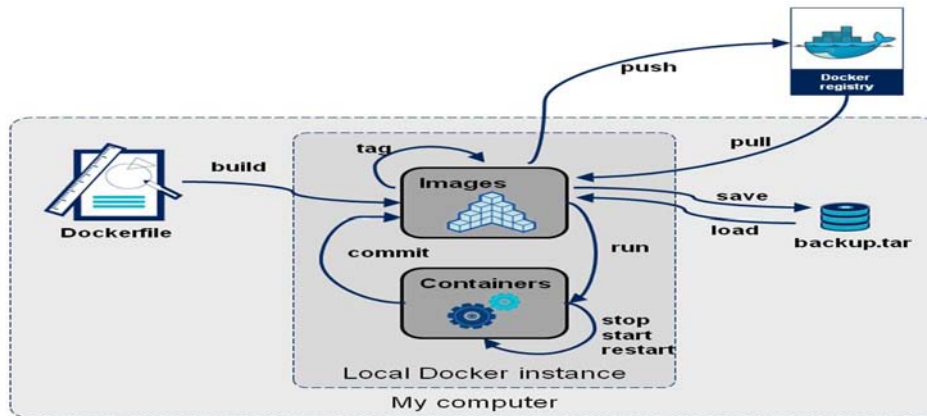 push
Docker
registry
pull
tag
build
Images
save
Dockerfile
load
backup.tar
commit
run
Containers
stop
start
restart
Local Docker instance
My computer